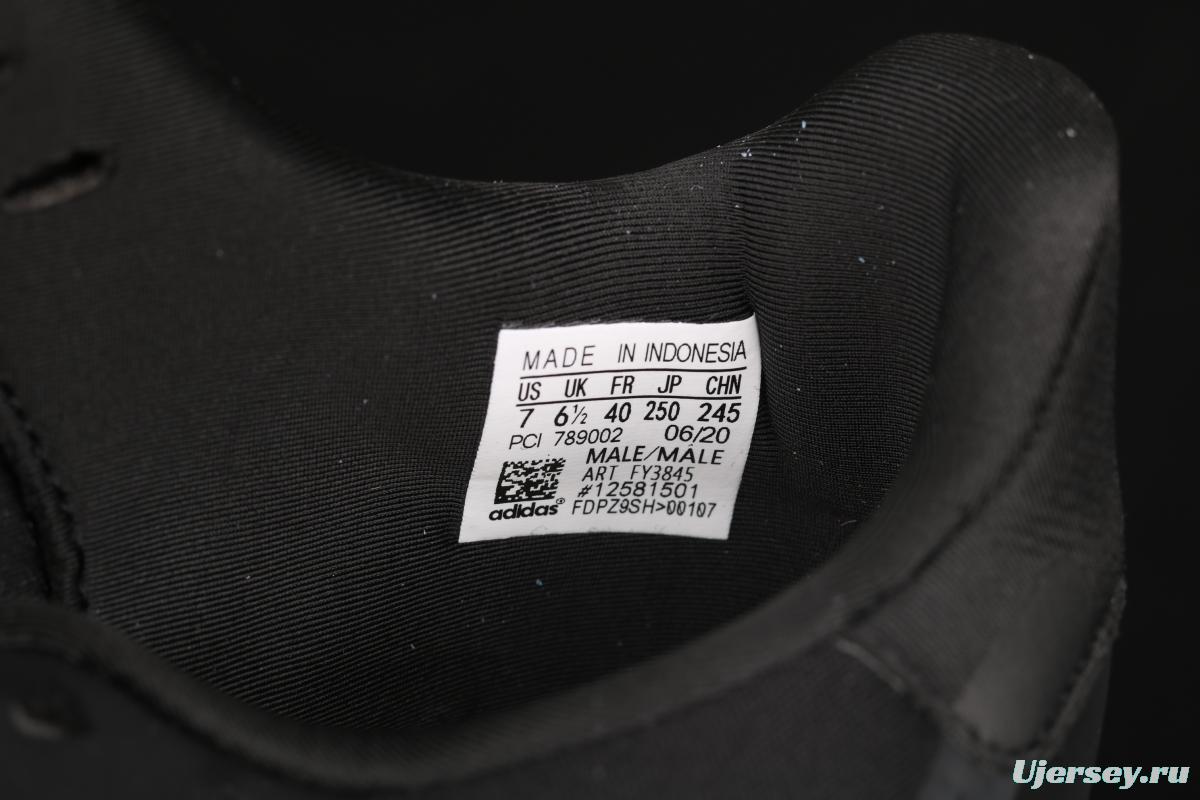 MADE IN INDONESIA
US UK FR JP CHN
7 6½ 40 250 245
PCI 789002 06/20
MALE/MÂLE
ART FY3845
#12581501
adidas® FDPZ9SH>00107
Ujersey.ru